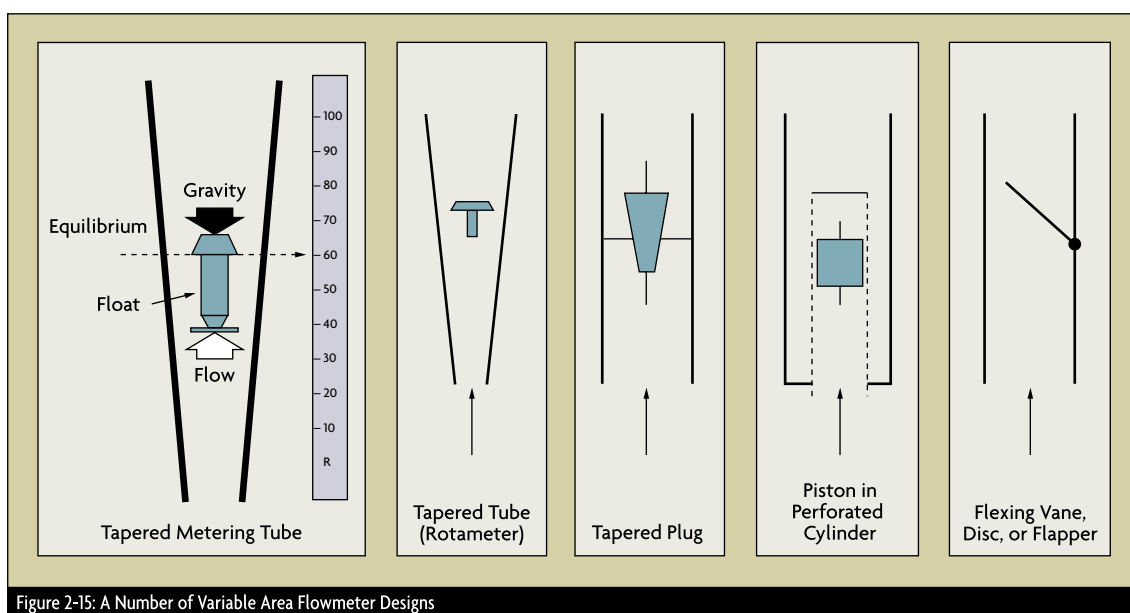 Gravity
Equilibrium
Float
Flow
100
90
80
70
60
50
40
30
20
10
R
Tapered Metering Tube
Tapered Tube
(Rotameter)
Tapered Plug
Piston in
Perforated
Cylinder
Flexing Vane,
Disc, or Flapper
Figure 2-15: A Number of Variable Area Flowmeter Designs